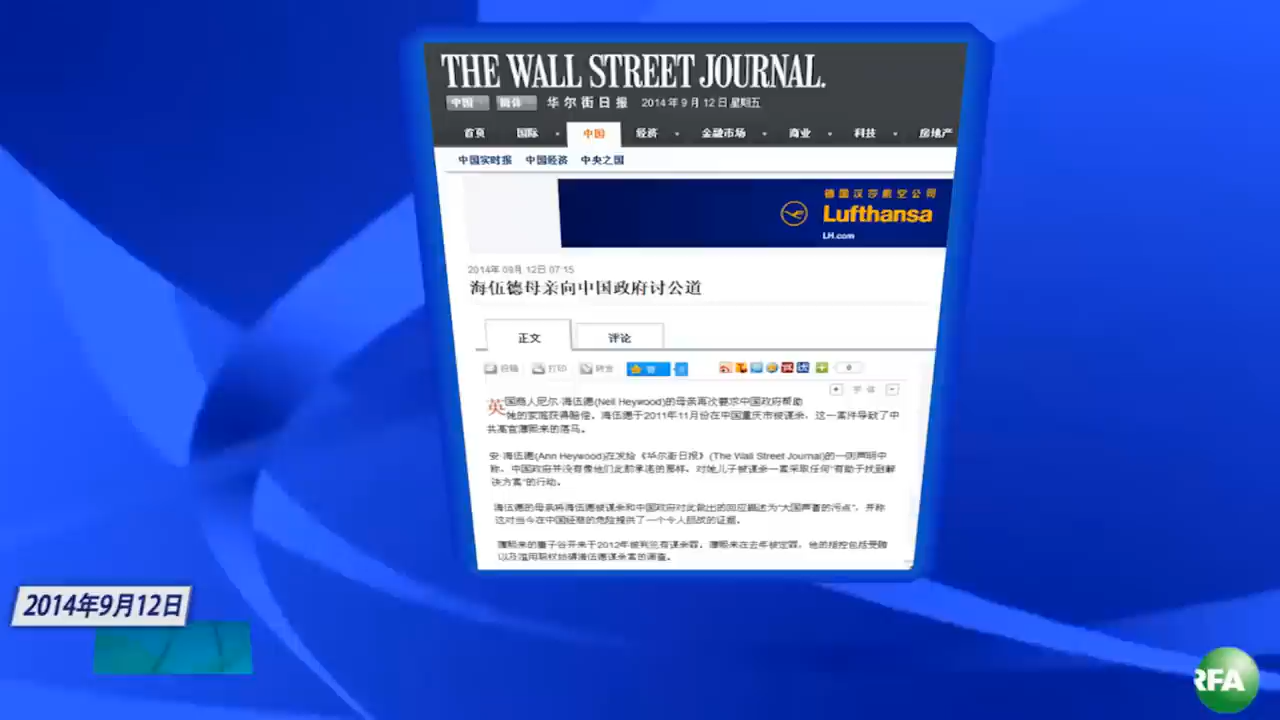 THE WALL STREET JOURNAL.
中国 简体 华尔街日报 2014年9月12日星期五
首页 国际 中国 经济 金融市场 商业 科技 房地产
中国实时报 中国经济 中央之国
德国汉莎航空公司
Lufthansa
LH.com
2014年 09月 12日 07:15
海伍德母亲向中国政府讨公道
正文 评论
投稿 打印 转发
0
字体
英国商人尼尔·海伍德(Neil Heywood)的母亲再次要求中国政府帮助
她的家庭获得赔偿。海伍德于2011年11月份在中国重庆市被谋杀，这一案件导致了中
共高官薄熙来的落马。
安·海伍德(Ann Heywood)在发给《华尔街日报》(The Wall Street Journal)的一则声明中
称，中国政府并没有像他们此前承诺的那样，对她儿子被谋杀一案采取任何“有助于找到解
决方案”的行动。
海伍德的母亲将海伍德被谋杀和中国政府对此做出的回应描述为“大国声誉的污点”，并称
这对当今在中国经商的危险提供了一个令人胆战的证据。
薄熙来的妻子谷开来于2012年被判犯有谋杀罪。薄熙来在去年被定罪，他的指控包括受贿
以及滥用职权妨碍海伍德谋杀案的调查。
2014年9月12日
RFA